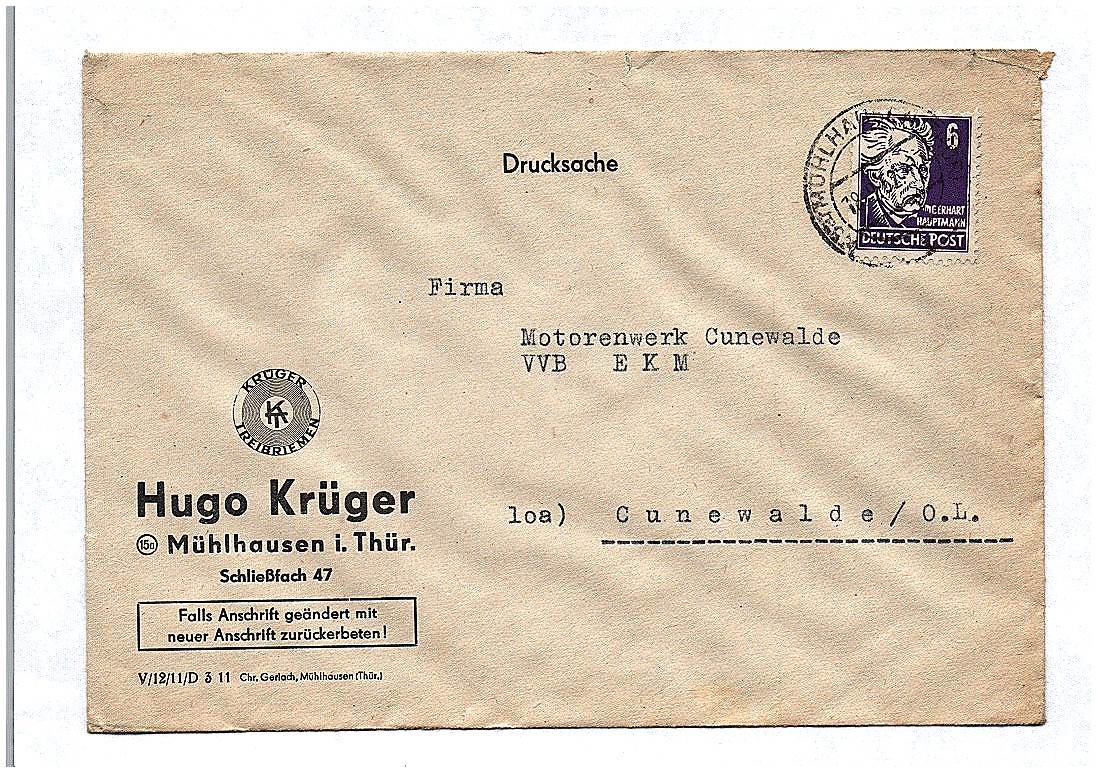 Drucksache
MÜHLHAU
6
GERHART
HAUPTMANN
DEUTSCHE POST
Firma
Motorenwerk Cunewalde
VVB E K M
loa) C u n e w a l d e / O.L.
KRÜGER
KT
TREIBRIEMEN
Hugo Krüger
15a Mühlhausen i. Thür.
Schließfach 47
Falls Anschrift geändert mit
neuer Anschrift zurückerbeten!
V/12/11/D 3 11 Chr. Gerlach, Mühlhausen (Thür.)